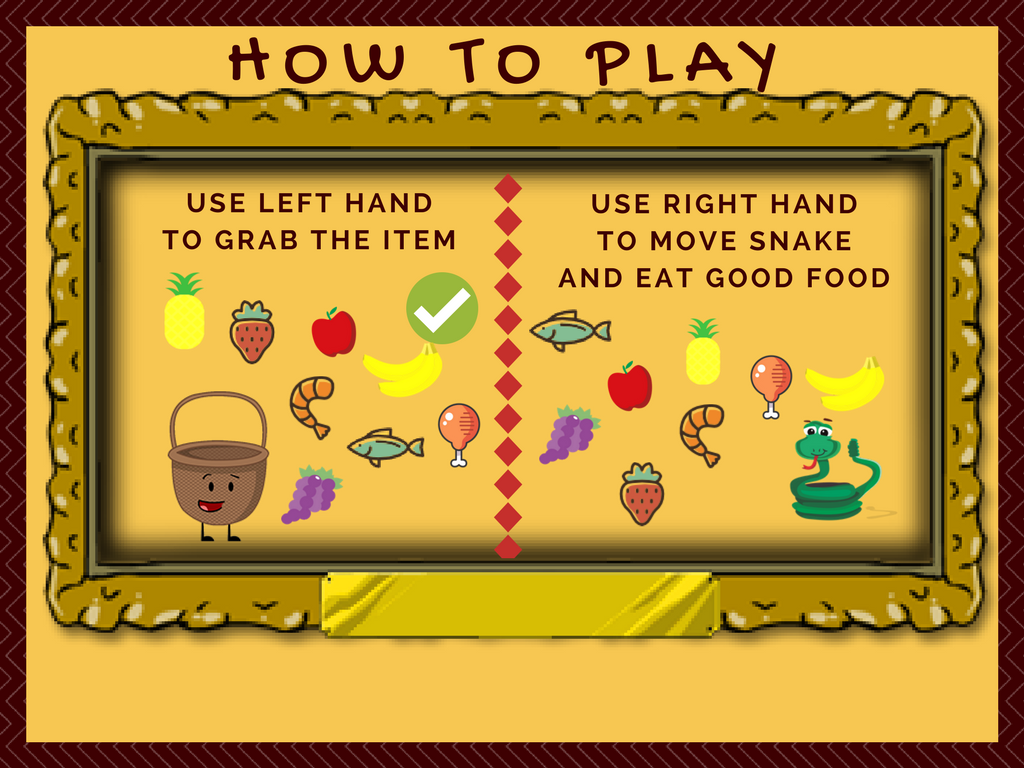 HOW TO PLAY
USE LEFT HAND
TO GRAB THE ITEM
USE RIGHT HAND
TO MOVE SNAKE
AND EAT GOOD FOOD